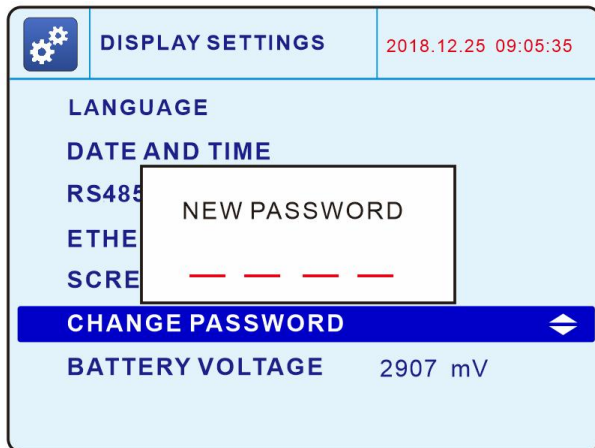 DISPLAY SETTINGS 2018.12.25 09:05:35
LANGUAGE
DATE AND TIME
RS485
NEW PASSWORD
ETHE
SCRE
CHANGE PASSWORD
BATTERY VOLTAGE 2907 mV